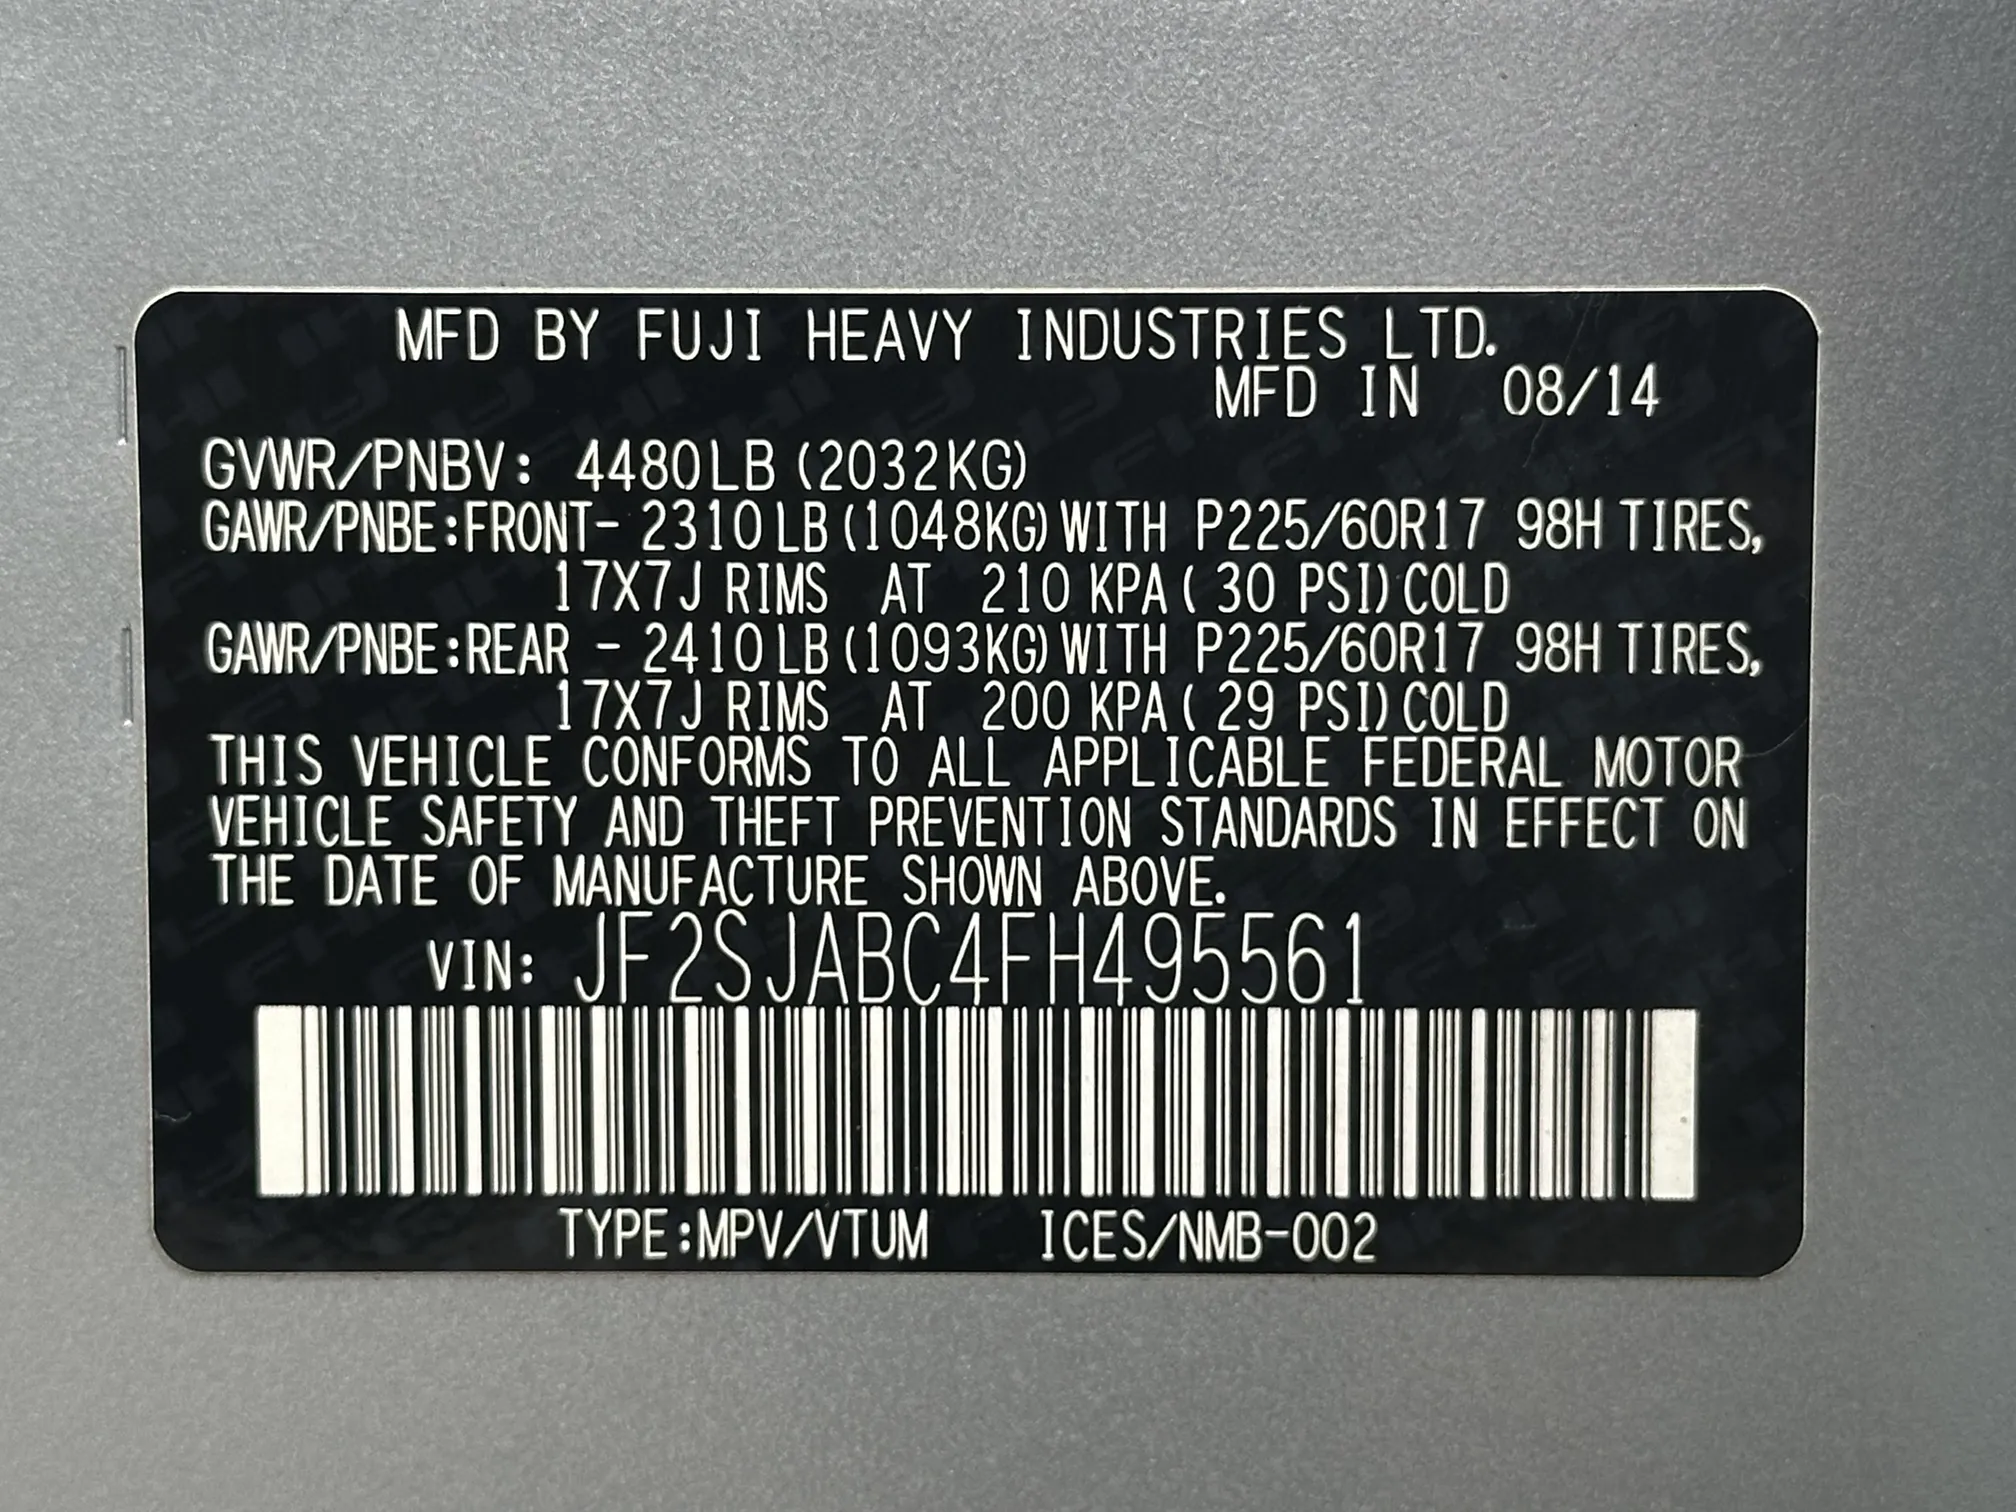 MFD BY FUJI HEAVY INDUSTRIES LTD.
MFD IN 08/14
GVWR/PNBV: 4480LB (2032KG)
GAWR/PNBE:FRONT- 2310LB (1048KG) WITH P225/60R17 98H TIRES,
17X7J RIMS AT 210 KPA ( 30 PSI) COLD
GAWR/PNBE:REAR - 2410LB (1093KG) WITH P225/60R17 98H TIRES,
17X7J RIMS AT 200 KPA ( 29 PSI) COLD
THIS VEHICLE CONFORMS TO ALL APPLICABLE FEDERAL MOTOR
VEHICLE SAFETY AND THEFT PREVENTION STANDARDS IN EFFECT ON
THE DATE OF MANUFACTURE SHOWN ABOVE.
VIN: JF2SJABC4FH495561
TYPE:MPV/VTUM ICES/NMB-002